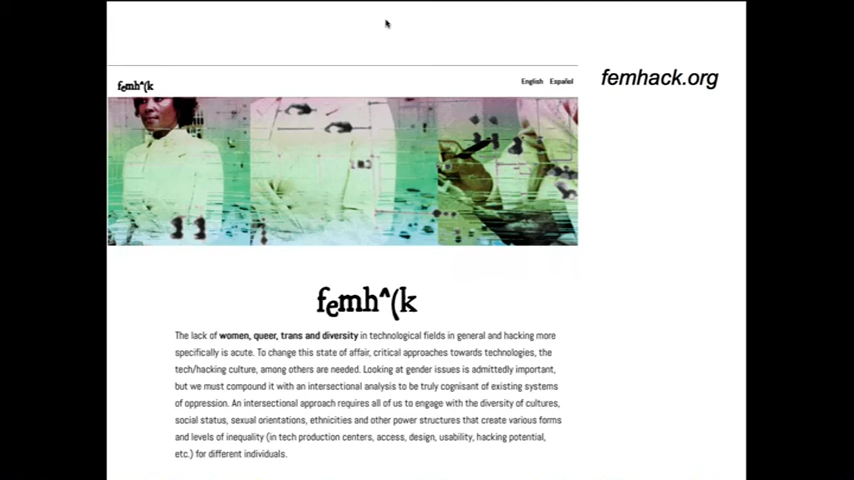 femh^(k
English Español
femhack.org
femh^(k
The lack of women, queer, trans and diversity in technological fields in general and hacking more
specifically is acute. To change this state of affair, critical approaches towards technologies, the
tech/hacking culture, among others are needed. Looking at gender issues is admittedly important,
but we must compound it with an intersectional analysis to be truly cognisant of existing systems
of oppression. An intersectional approach requires all of us to engage with the diversity of cultures,
social status, sexual orientations, ethnicities and other power structures that create various forms
and levels of inequality (in tech production centers, access, design, usability, hacking potential,
etc.) for different individuals.